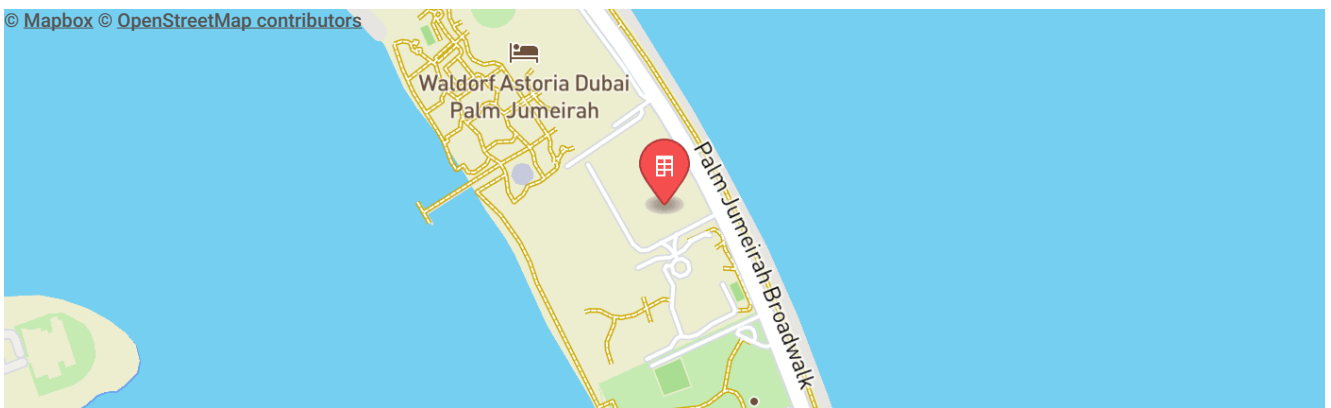 © Mapbox © OpenStreetMap contributors
Waldorf Astoria Dubai
Palm Jumeirah
Palm Jumeirah Broadwalk